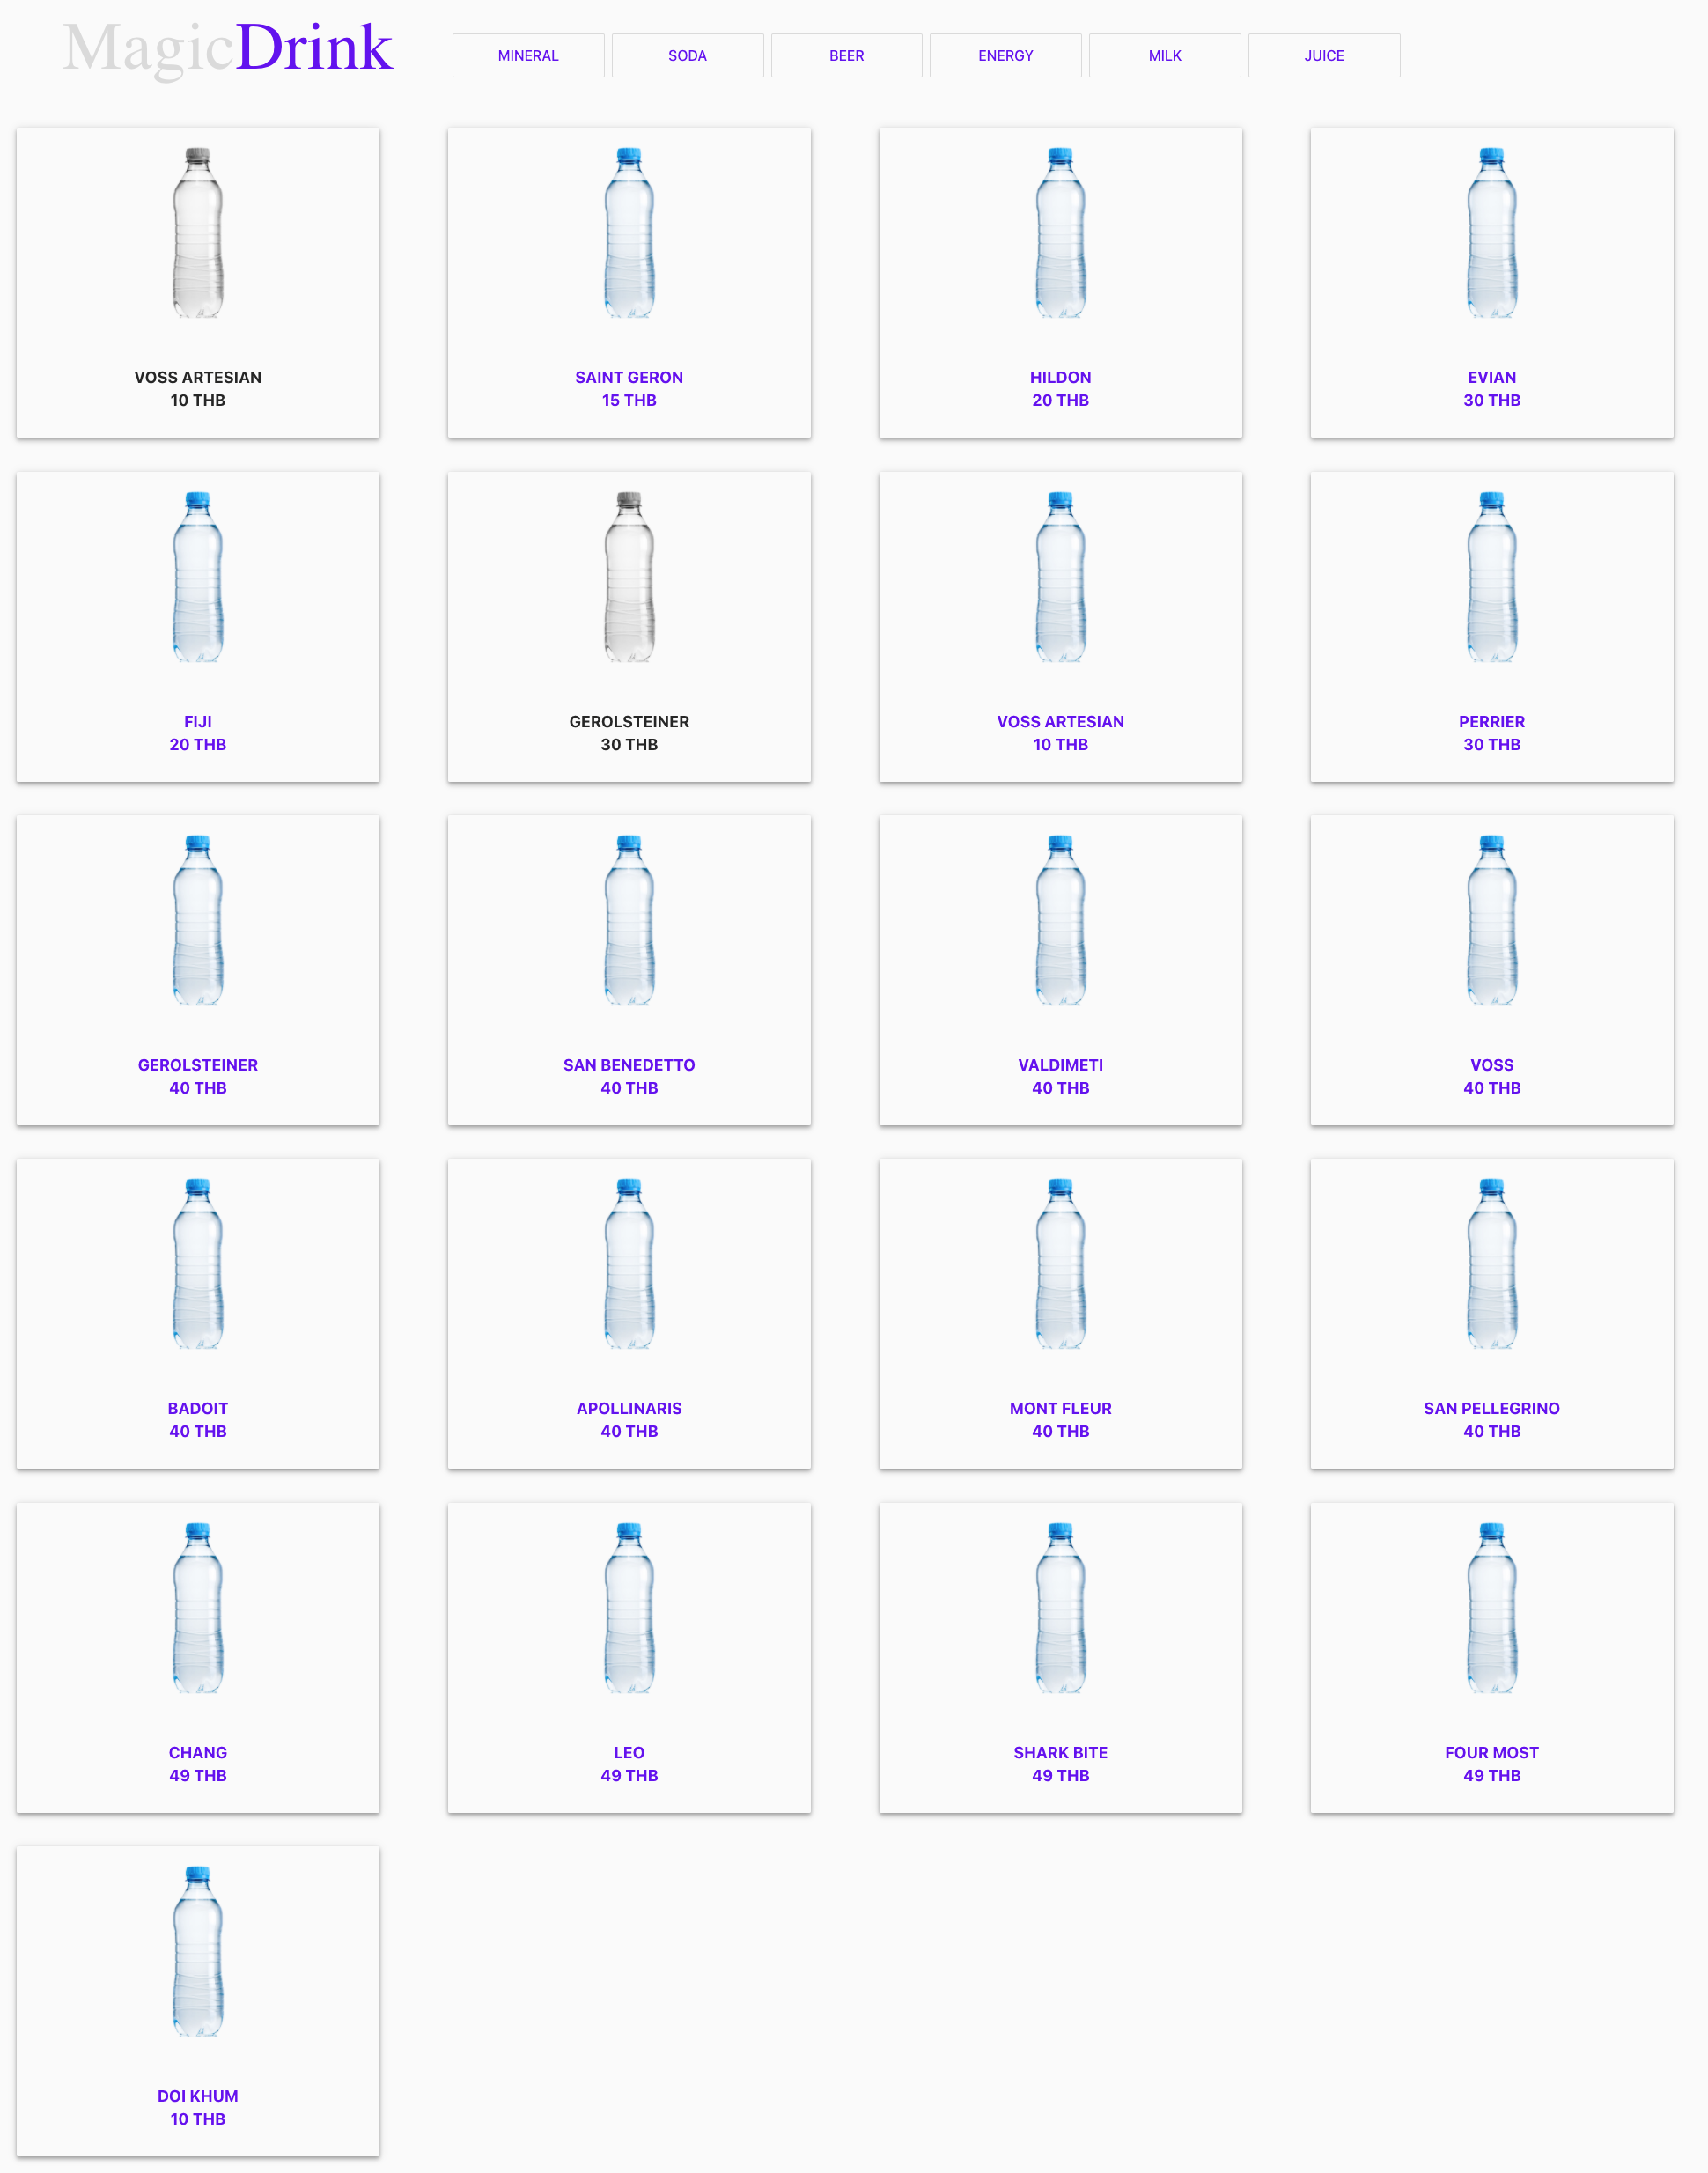 MagicDrink
MINERAL SODA BEER ENERGY MILK JUICE
VOSS ARTESIAN
10 THB
SAINT GERON
15 THB
HILDON
20 THB
EVIAN
30 THB
FIJI
20 THB
GEROLSTEINER
30 THB
VOSS ARTESIAN
10 THB
PERRIER
30 THB
GEROLSTEINER
40 THB
SAN BENEDETTO
40 THB
VALDIMETI
40 THB
VOSS
40 THB
BADOIT
40 THB
APOLLINARIS
40 THB
MONT FLEUR
40 THB
SAN PELLEGRINO
40 THB
CHANG
49 THB
LEO
49 THB
SHARK BITE
49 THB
FOUR MOST
49 THB
DOI KHUM
10 THB